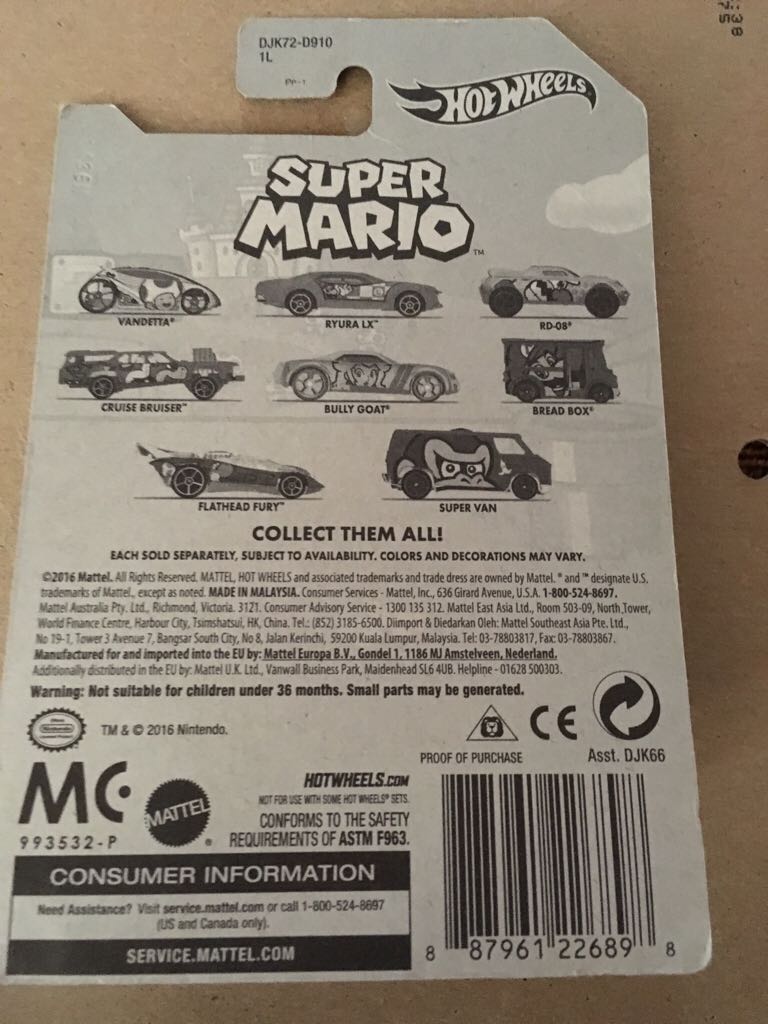 DJK72-D910
1L
PP-1
HOT WHEELS
SUPER
MARIO™
VANDETTA®
RYURA LX™
RD-08®
CRUISE BRUISER™
BULLY GOAT®
BREAD BOX®
FLATHEAD FURY™
SUPER VAN
COLLECT THEM ALL!
EACH SOLD SEPARATELY, SUBJECT TO AVAILABILITY. COLORS AND DECORATIONS MAY VARY.
©2016 Mattel. All Rights Reserved. MATTEL, HOT WHEELS and associated trademarks and trade dress are owned by Mattel. ® and ™ designate U.S.
trademarks of Mattel, except as noted. MADE IN MALAYSIA. Consumer Services - Mattel, Inc., 636 Girard Avenue, U.S.A. 1-800-524-8697.
Mattel Australia Pty. Ltd., Richmond, Victoria. 3121. Consumer Advisory Service - 1300 135 312. Mattel East Asia Ltd., Room 503-09, North Tower,
World Finance Centre, Harbour City, Tsimshatsui, HK, China. Tel.: (852) 3185-6500. Diimport & Diedarkan Oleh: Mattel Southeast Asia Pte. Ltd.,
No 19-1, Tower 3 Avenue 7, Bangsar South City, No 8, Jalan Kerinchi, 59200 Kuala Lumpur, Malaysia. Tel: 03-78803817, Fax: 03-78803867.
Manufactured for and imported into the EU by: Mattel Europa B.V., Gondel 1, 1186 MJ Amstelveen, Nederland.
Additionally distributed in the EU by: Mattel U.K. Ltd., Vanwall Business Park, Maidenhead SL6 4UB. Helpline - 01628 500303.
Warning: Not suitable for children under 36 months. Small parts may be generated.
Nintendo
TM & © 2016 Nintendo.
CE
PROOF OF PURCHASE
Asst. DJK66
MC
993532-P
MATTEL®
HOTWHEELS.COM
NOT FOR USE WITH SOME HOT WHEELS® SETS.
CONFORMS TO THE SAFETY
REQUIREMENTS OF ASTM F963.
CONSUMER INFORMATION
Need Assistance? Visit service.mattel.com or call 1-800-524-8697
(US and Canada only).
SERVICE.MATTEL.COM
8 87961 22689 8